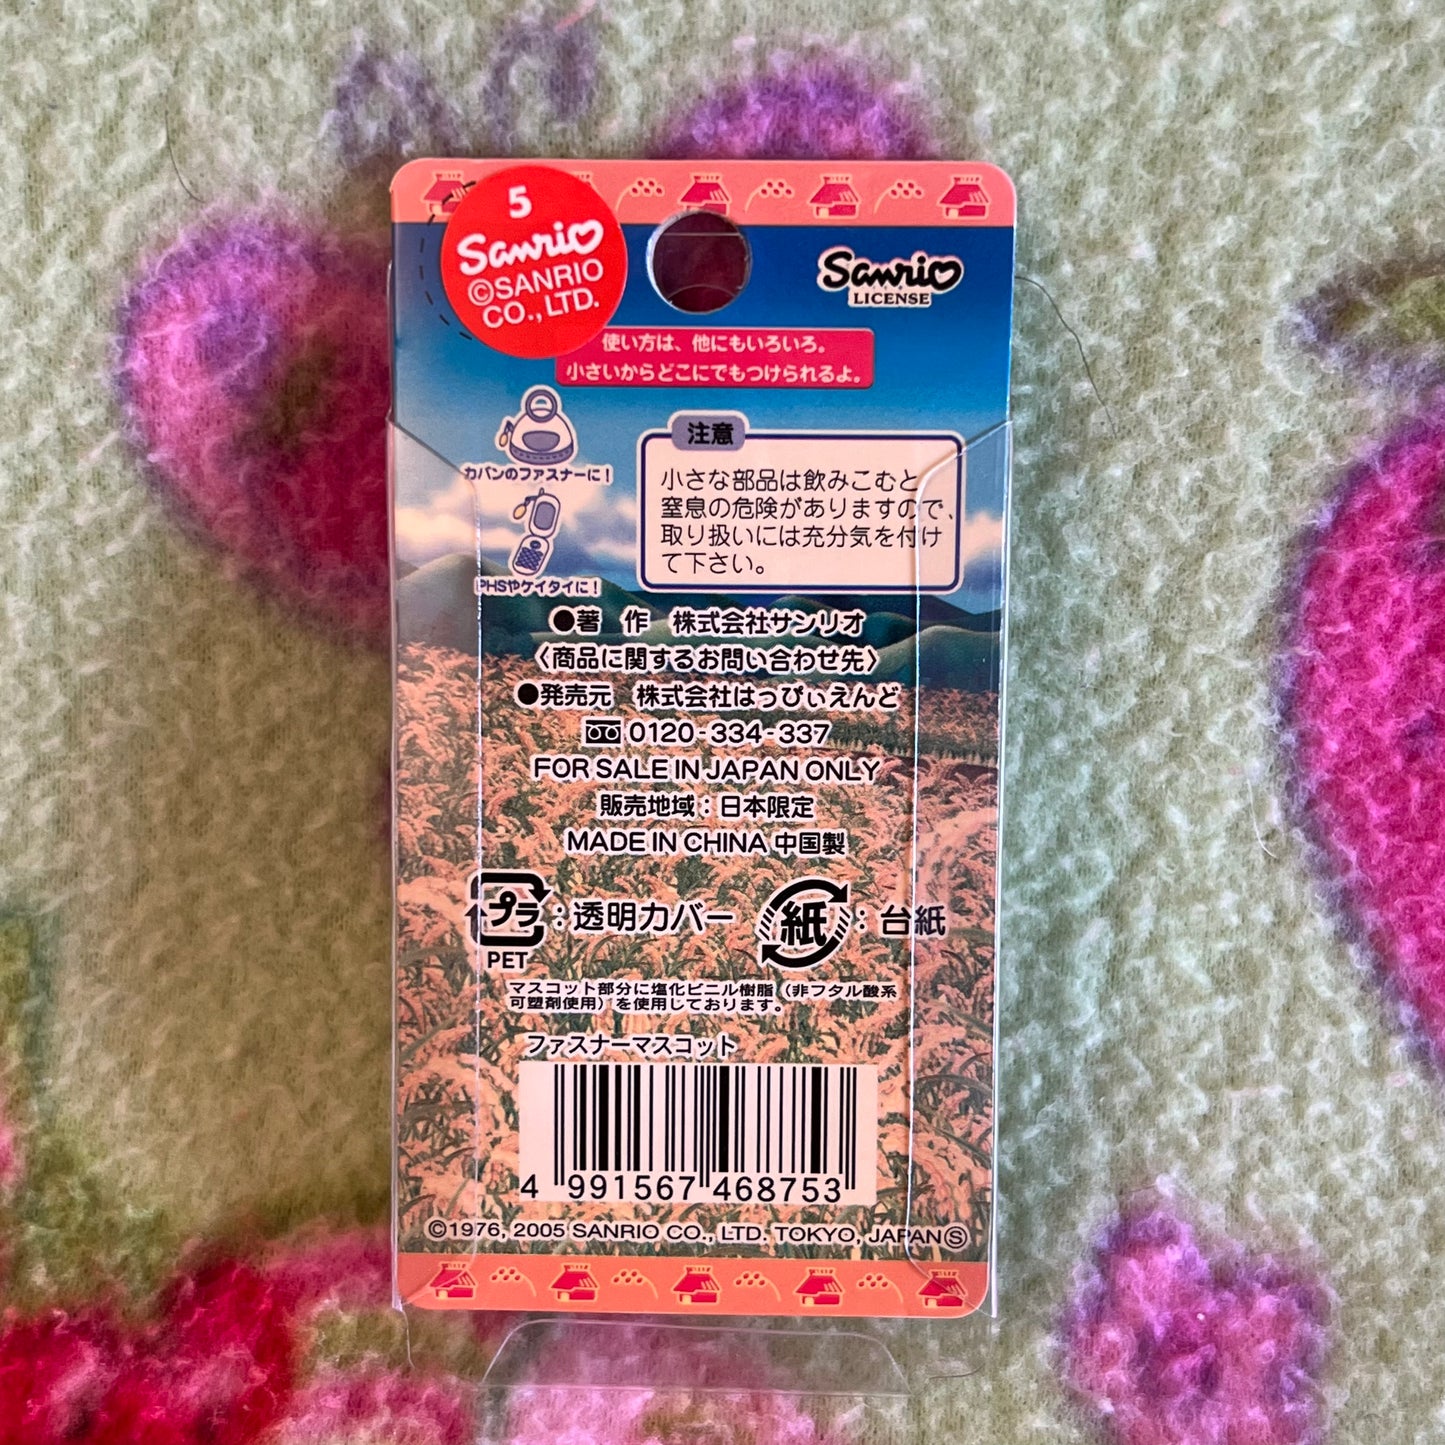 5
Sanrio
©SANRIO
CO., LTD.
Sanrio
LICENSE
使い方は、他にもいろいろ。
小さいからどこにでもつけられるよ。
カバンのファスナーに!
PHSやケイタイに!
注意
小さな部品は飲みこむと
窒息の危険がありますので、
取り扱いには充分気を付け
て下さい。
●著 作 株式会社サンリオ
〈商品に関するお問い合わせ先〉
●発売元 株式会社はっぴぃえんど
0120-334-337
FOR SALE IN JAPAN ONLY
販売地域:日本限定
MADE IN CHINA 中国製
プラ:透明カバー 紙:台紙
PET
マスコット部分に塩化ビニル樹脂(非フタル酸系
可塑剤使用)を使用しております。
ファスナーマスコット
4 991567 468753
©1976, 2005 SANRIO CO., LTD. TOKYO, JAPAN Ⓢ